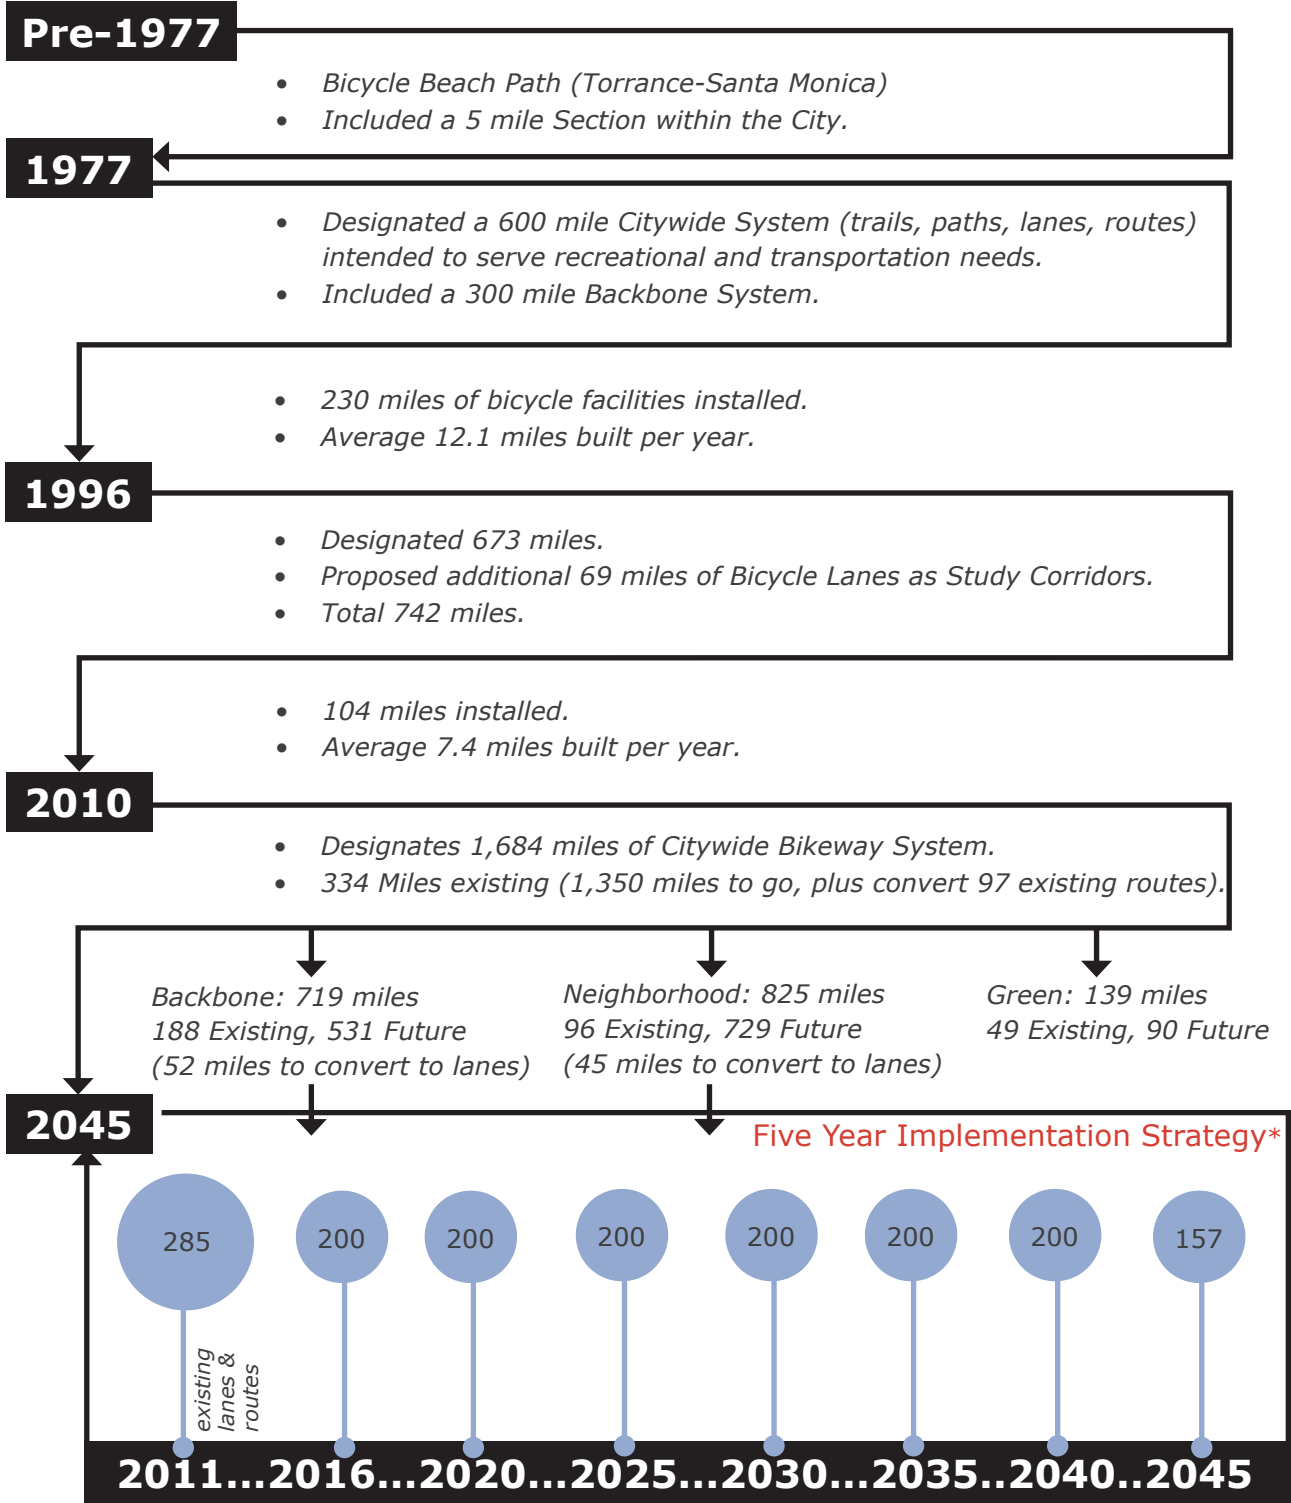 Pre-1977
• Bicycle Beach Path (Torrance-Santa Monica)
• Included a 5 mile Section within the City.
1977
• Designated a 600 mile Citywide System (trails, paths, lanes, routes)
intended to serve recreational and transportation needs.
• Included a 300 mile Backbone System.
• 230 miles of bicycle facilities installed.
• Average 12.1 miles built per year.
1996
• Designated 673 miles.
• Proposed additional 69 miles of Bicycle Lanes as Study Corridors.
• Total 742 miles.
• 104 miles installed.
• Average 7.4 miles built per year.
2010
• Designates 1,684 miles of Citywide Bikeway System.
• 334 Miles existing (1,350 miles to go, plus convert 97 existing routes).
Backbone: 719 miles
188 Existing, 531 Future
(52 miles to convert to lanes)
Neighborhood: 825 miles
96 Existing, 729 Future
(45 miles to convert to lanes)
Green: 139 miles
49 Existing, 90 Future
2045
Five Year Implementation Strategy*
285 200 200 200 200 200 200 157
existing
lanes &
routes
2011...2016...2020...2025...2030...2035..2040..2045